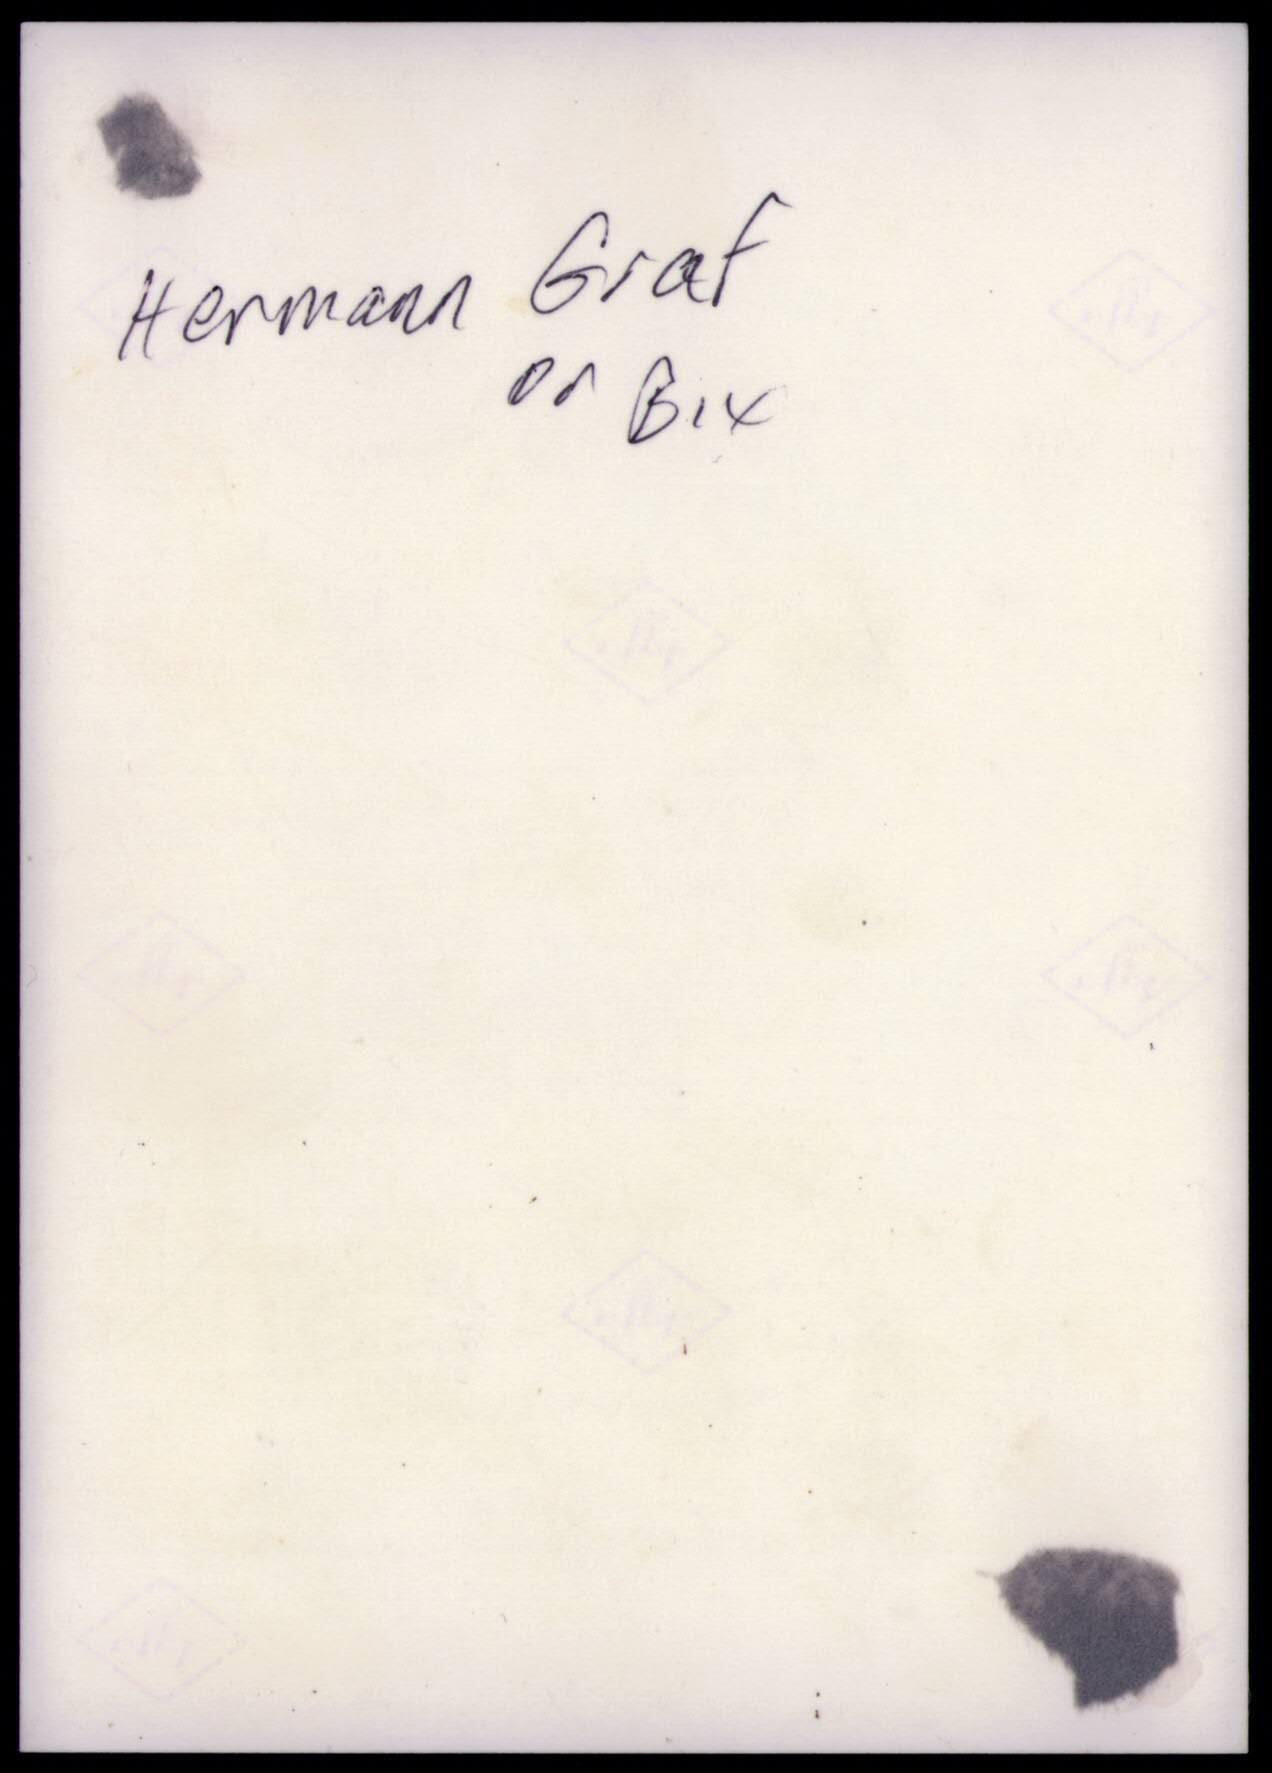 Hermann Graf
or Bix